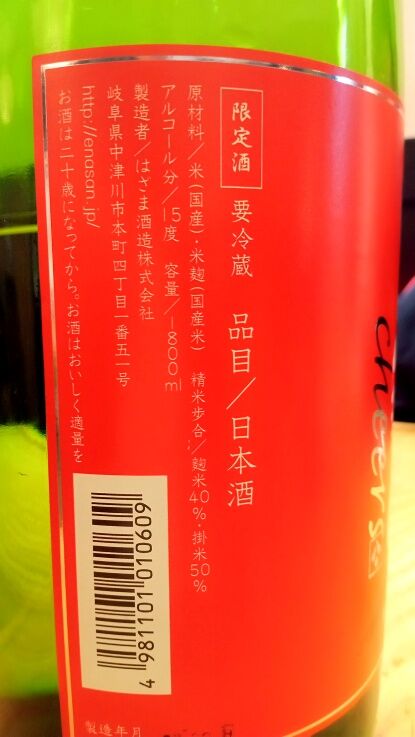 限定酒 要冷蔵 品目/日本酒
原材料/米(国産)・米麹(国産米) 精米歩合/麹米40%・掛米50%
アルコール分/15度 容量/1800ml
製造者/はざま酒造株式会社
岐阜県中津川市本町四丁目一番五一号
http://enasan.jp/
お酒は二十歳になってから。お酒はおいしく適量を
4 981101 010609
製造年月
cheers